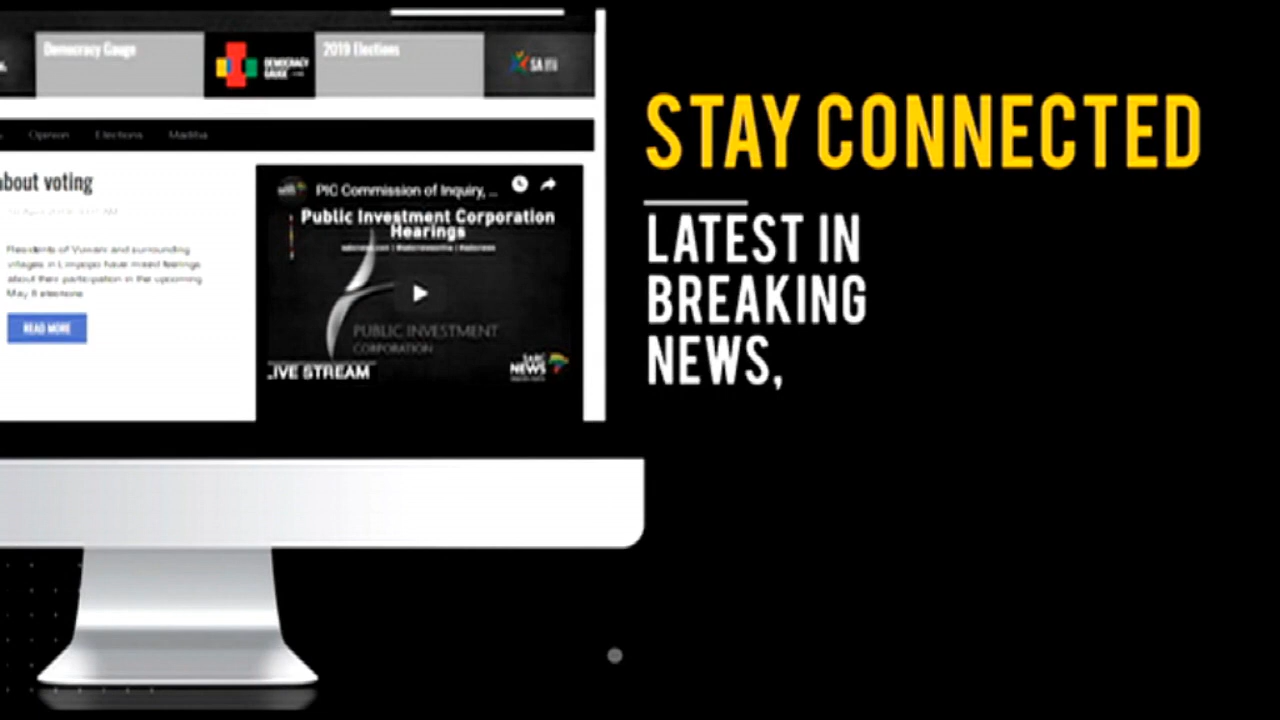 Democracy Gauge
DEMOCRACY
GAUGE
2019 Elections
Opinion
Elections
Madiba
about voting
Residents of Vuwani and surrounding
villages in Limpopo have mixed feelings
about their participation in the upcoming
May 8 elections
READ MORE
PIC Commission of Inquiry, ...
Public Investment Corporation
Hearings
PUBLIC INVESTMENT
CORPORATION
LIVE STREAM
SABC
NEWS
STAY CONNECTED
LATEST IN
BREAKING
NEWS,